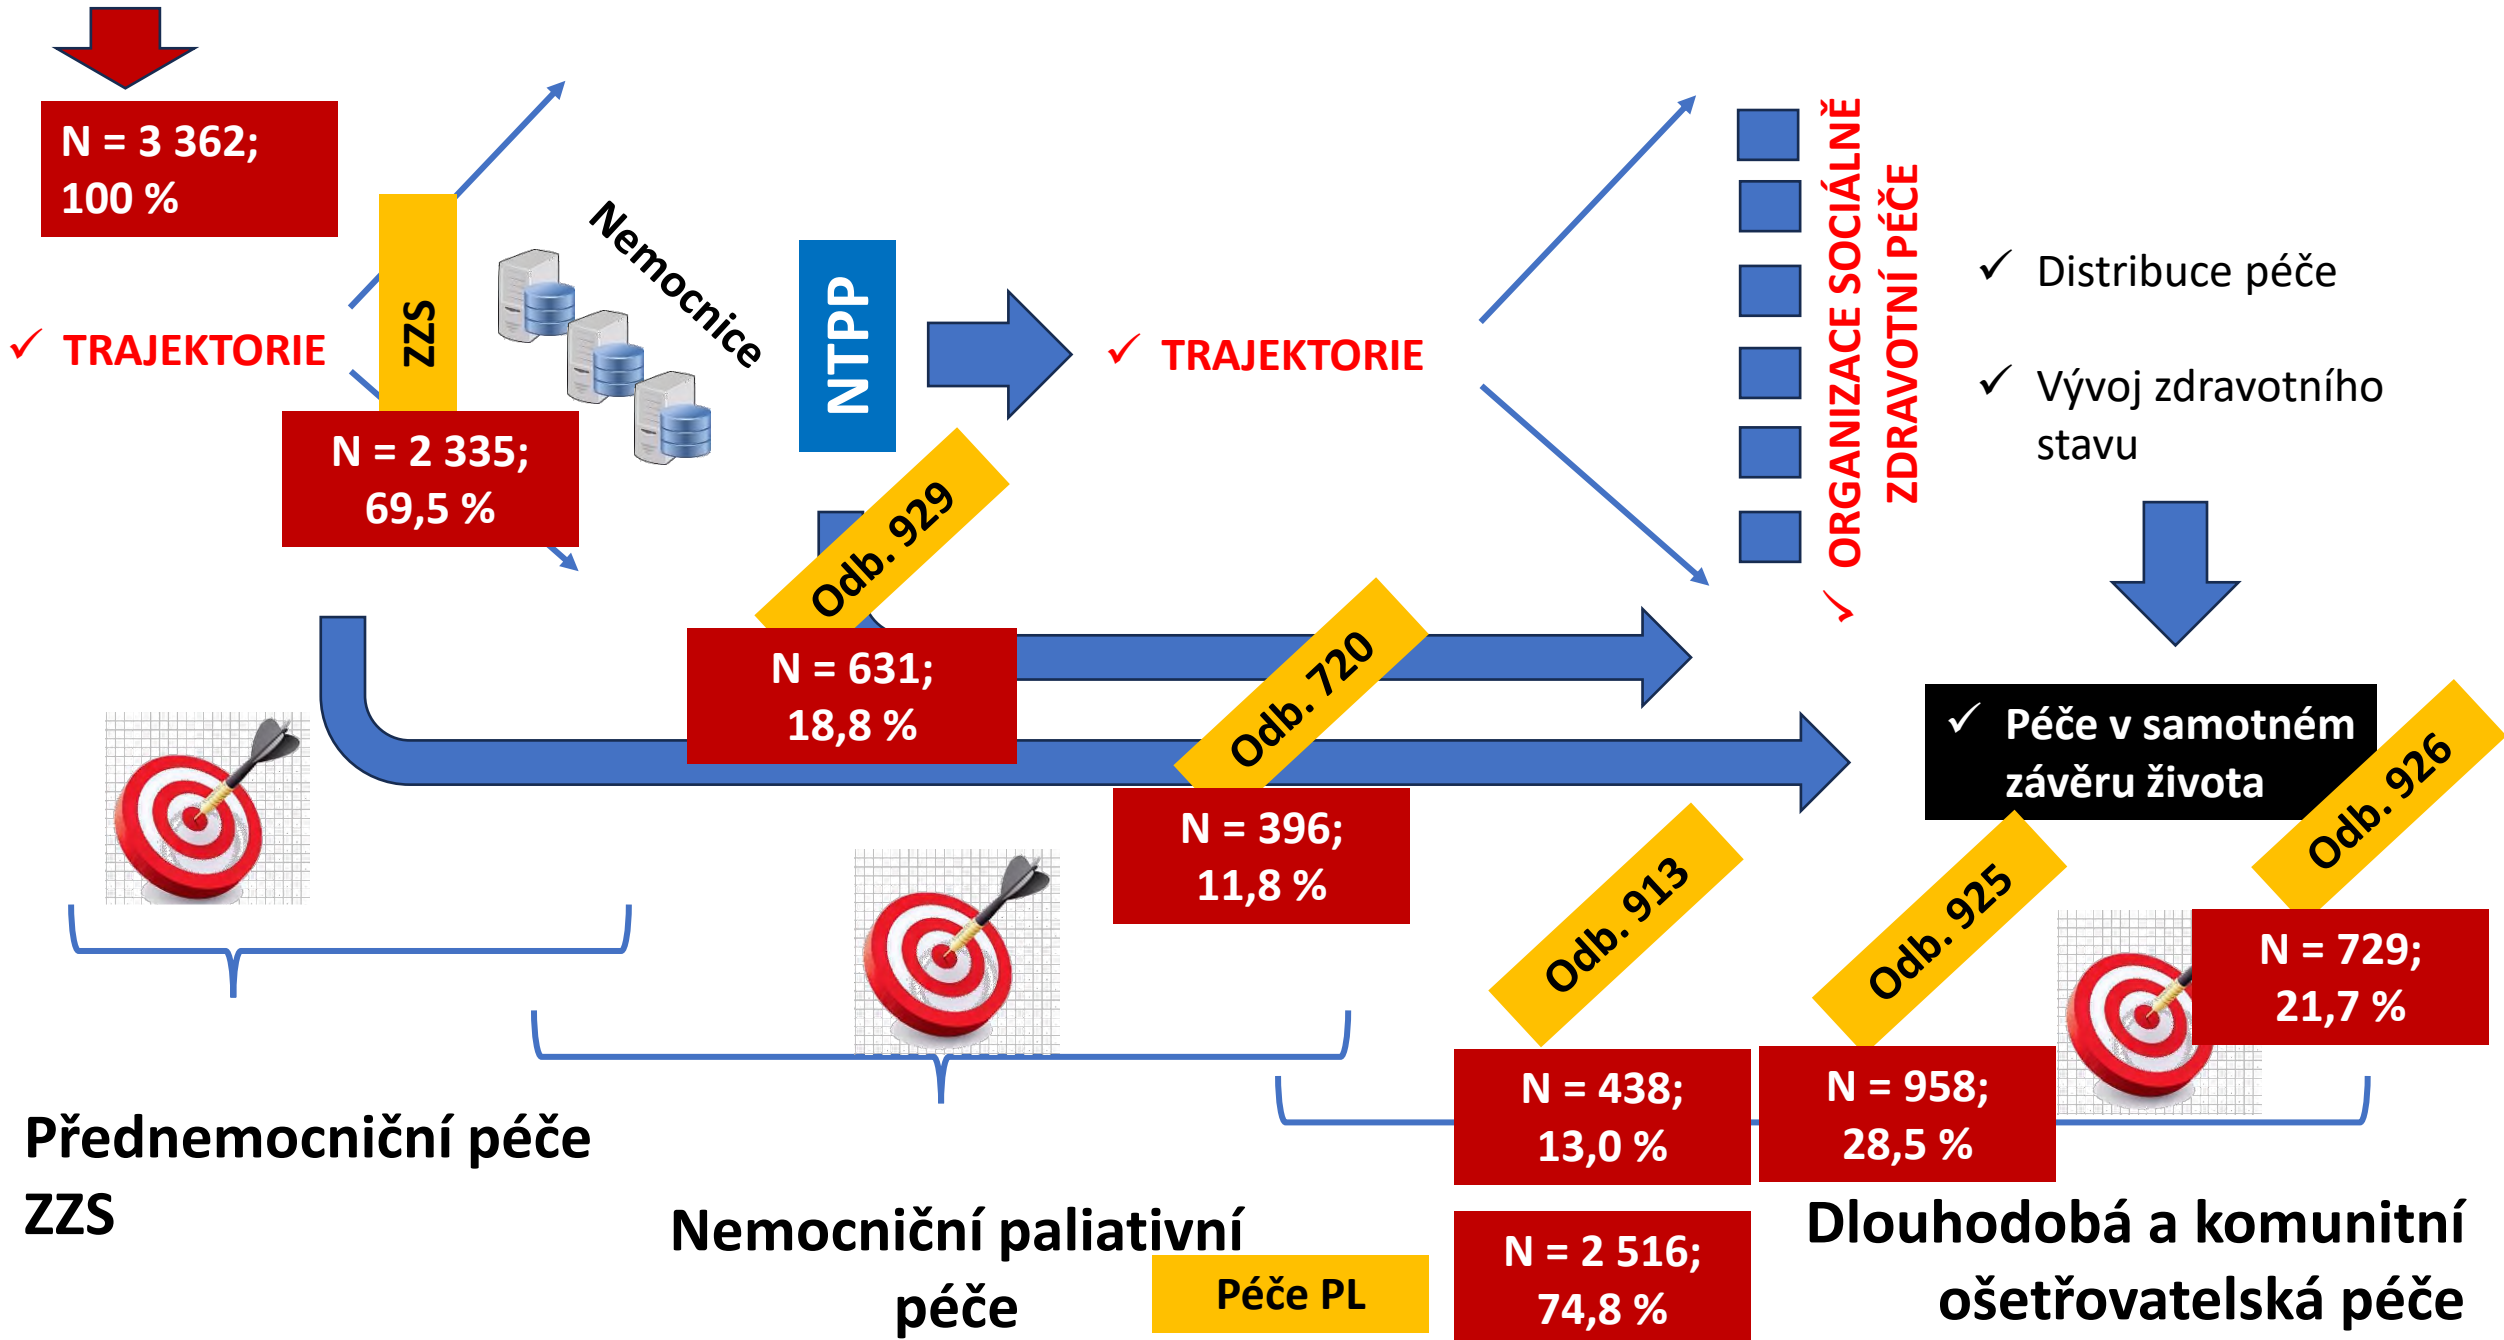 N = 3 362;
100 %
✓ TRAJEKTORIE
ZZS
N = 2 335;
69,5 %
Nemocnice
NTPP
✓ TRAJEKTORIE
✓ ORGANIZACE SOCIÁLNĚ
ZDRAVOTNÍ PÉČE
✓ Distribuce péče
✓ Vývoj zdravotního
stavu
Odb. 929
N = 631;
18,8 %
Odb. 720
N = 396;
11,8 %
✓ Péče v samotném
závěru života
Odb. 913
N = 438;
13,0 %
Odb. 925
N = 958;
28,5 %
Odb. 926
N = 729;
21,7 %
Přednemocniční péče
ZZS
Nemocniční paliativní
péče
Péče PL
N = 2 516;
74,8 %
Dlouhodobá a komunitní
ošetřovatelská péče